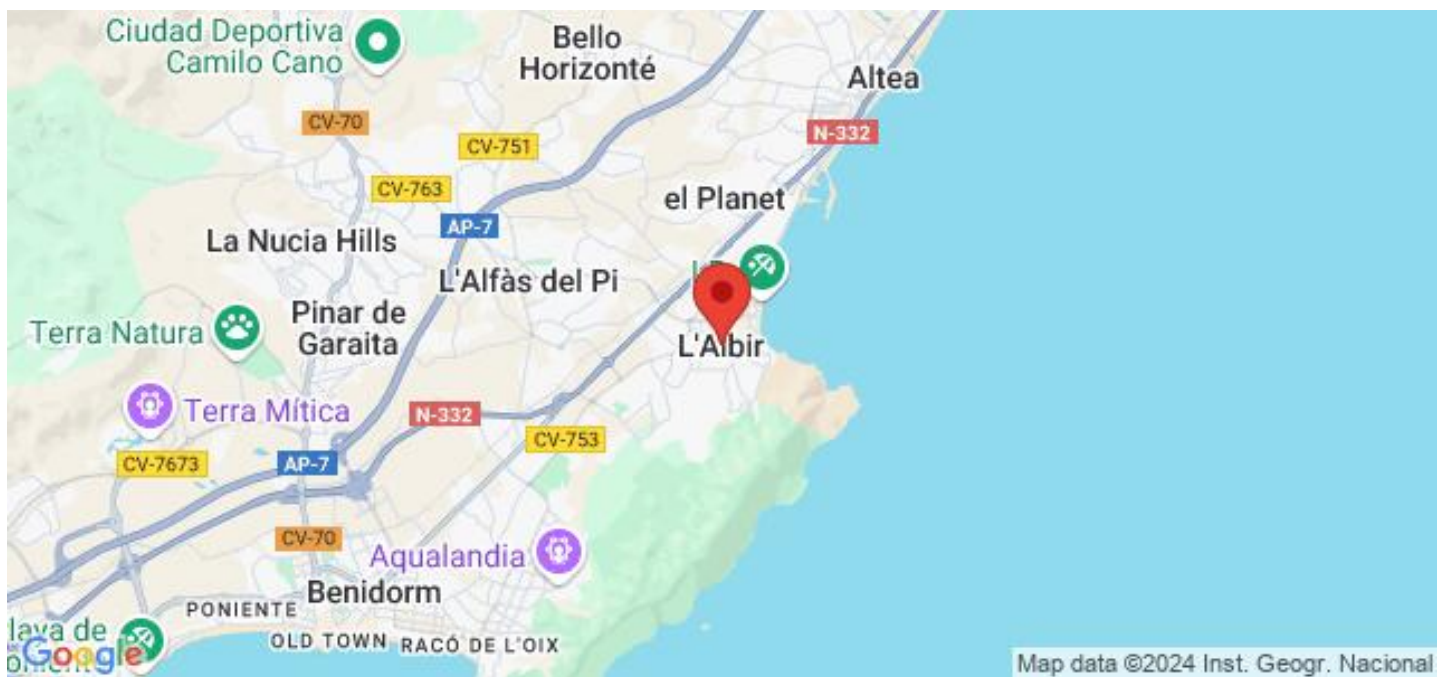 Ciudad Deportiva
Camilo Cano
Bello
Horizonté
Altea
CV-70
N-332
CV-751
CV-763
el Planet
AP-7
La Nucia Hills
L'Alfàs del Pi
Pinar de
Garaita
Terra Natura
L'Albir
Terra Mítica
N-332
CV-753
CV-7673
AP-7
CV-70
Aqualandia
Benidorm
PONIENTE
OLD TOWN
RACÓ DE L'OIX
de
Google
Map data ©2024 Inst. Geogr. Nacional